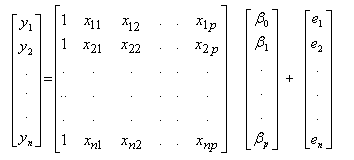 y₁ = 1 x₁₁ x₁₂ . . x₁ₚ β₀ + e₁
y₂ 1 x₂₁ x₂₂ . . x₂ₚ β₁ e₂
. . . . . . . .
. .. . . . . . .
. . . . . . . .
yₙ 1 xₙ₁ xₙ₂ . . xₙₚ βₚ eₙ